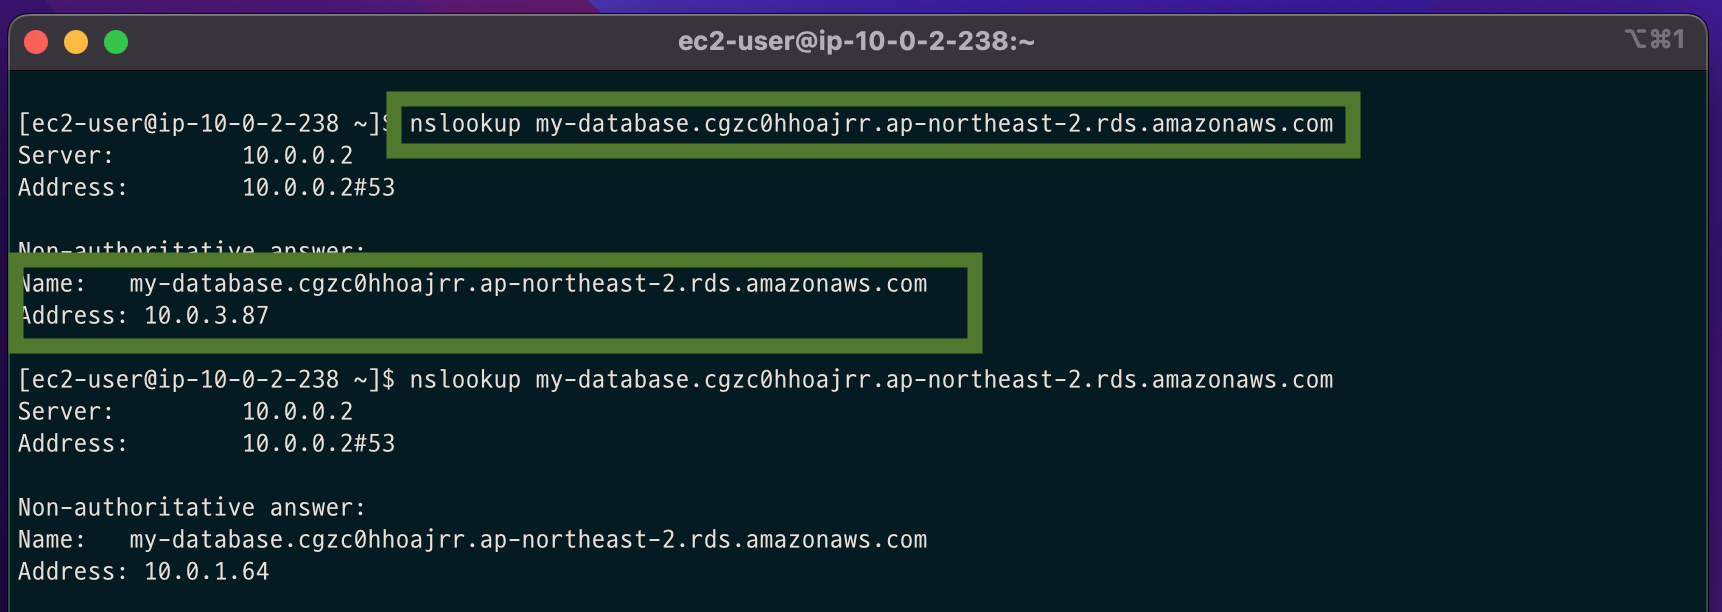 ec2-user@ip-10-0-2-238:~
⌥⌘1
[ec2-user@ip-10-0-2-238 ~]$ nslookup my-database.cgzc0hhoajrr.ap-northeast-2.rds.amazonaws.com
Server:         10.0.0.2
Address:        10.0.0.2#53
Non-authoritative answer:
Name:   my-database.cgzc0hhoajrr.ap-northeast-2.rds.amazonaws.com
Address: 10.0.3.87
[ec2-user@ip-10-0-2-238 ~]$ nslookup my-database.cgzc0hhoajrr.ap-northeast-2.rds.amazonaws.com
Server:         10.0.0.2
Address:        10.0.0.2#53
Non-authoritative answer:
Name:   my-database.cgzc0hhoajrr.ap-northeast-2.rds.amazonaws.com
Address: 10.0.1.64